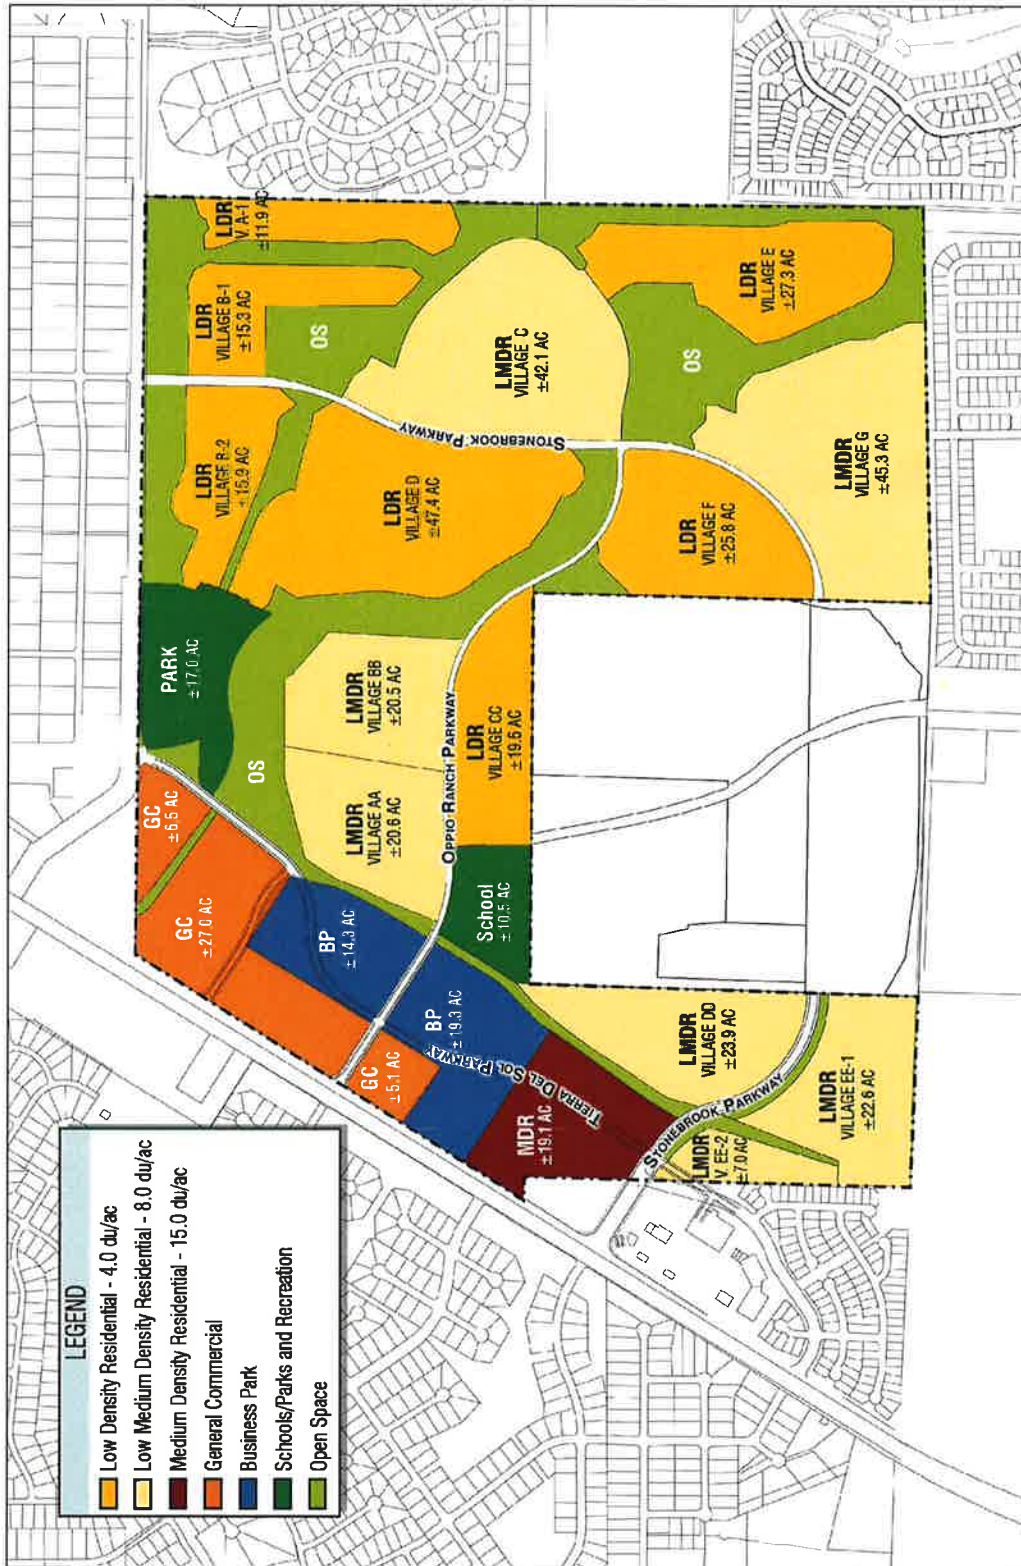 LEGEND
Low Density Residential - 4.0 du/ac
Low Medium Density Residential - 8.0 du/ac
Medium Density Residential - 15.0 du/ac
General Commercial
Business Park
Schools/Parks and Recreation
Open Space
GC
±6.5 AC
GC
±27.0 AC
GC
±5.1 AC
BP
±14.3 AC
BP
±19.3 AC
MDR
±19.1 AC
TIERRA DEL SOL PARKWAY
PARK
±17.0 AC
OS
LMDR
VILLAGE AA
±20.6 AC
LMDR
VILLAGE BB
±20.5 AC
OPPIO RANCH PARKWAY
LDR
VILLAGE CC
±19.6 AC
School
±10.5 AC
LMDR
VILLAGE DD
±23.9 AC
STONEBROOK PARKWAY
LMDR
V. EE-2
±7.0 AC
LMDR
VILLAGE EE-1
±22.6 AC
LDR
VILLAGE B-2
±15.9 AC
LDR
VILLAGE B-1
±15.3 AC
LDR
V. A-1
±11.9 AC
OS
LDR
VILLAGE D
±47.4 AC
STONEBROOK PARKWAY
LMDR
VILLAGE C
±42.1 AC
OS
LDR
VILLAGE E
±27.3 AC
LDR
VILLAGE F
±25.8 AC
LMDR
VILLAGE G
±45.3 AC